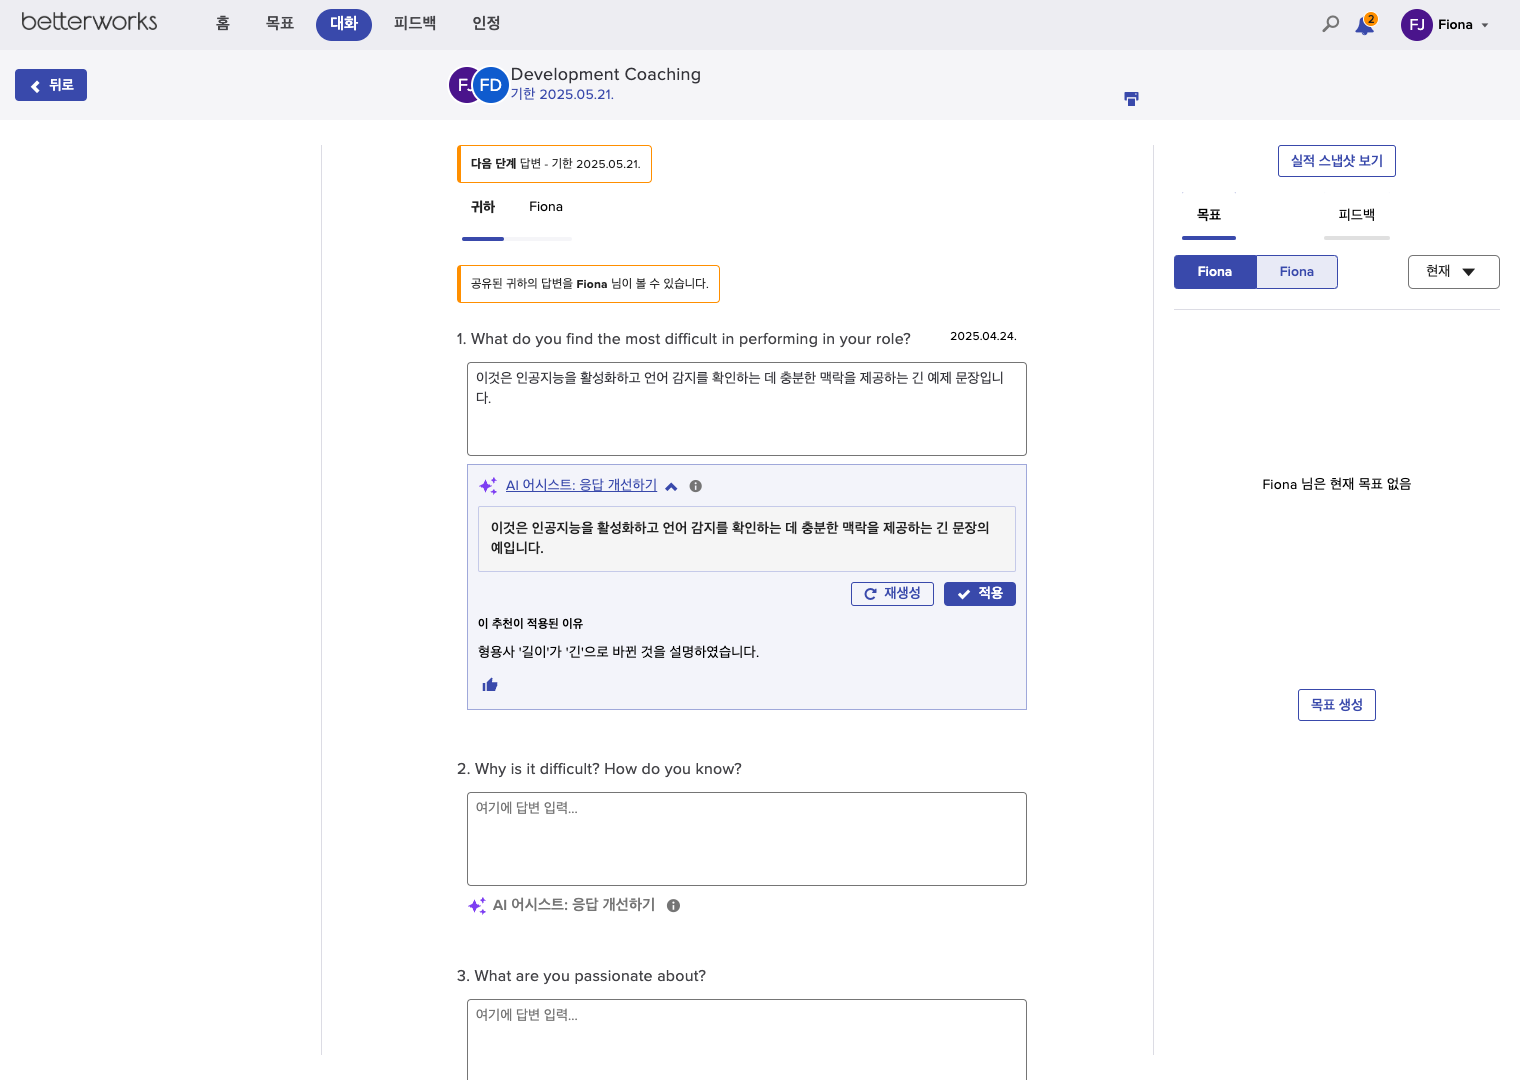 betterworks
홈
목표
대화
피드백
인정
2
FJ
Fiona
뒤로
FJ
FD
Development Coaching
기한 2025.05.21.
다음 단계 답변 - 기한 2025.05.21.
귀하
Fiona
공유된 귀하의 답변을 Fiona 님이 볼 수 있습니다.
1. What do you find the most difficult in performing in your role?
2025.04.24.
이것은 인공지능을 활성화하고 언어 감지를 확인하는 데 충분한 맥락을 제공하는 긴 예제 문장입니
다.
AI 어시스트: 응답 개선하기
이것은 인공지능을 활성화하고 언어 감지를 확인하는 데 충분한 맥락을 제공하는 긴 문장의
예입니다.
재생성
적용
이 추천이 적용된 이유
형용사 '길이'가 '긴'으로 바뀐 것을 설명하였습니다.
2. Why is it difficult? How do you know?
여기에 답변 입력...
AI 어시스트: 응답 개선하기
3. What are you passionate about?
여기에 답변 입력...
실적 스냅샷 보기
목표
피드백
Fiona
Fiona
현재
Fiona 님은 현재 목표 없음
목표 생성